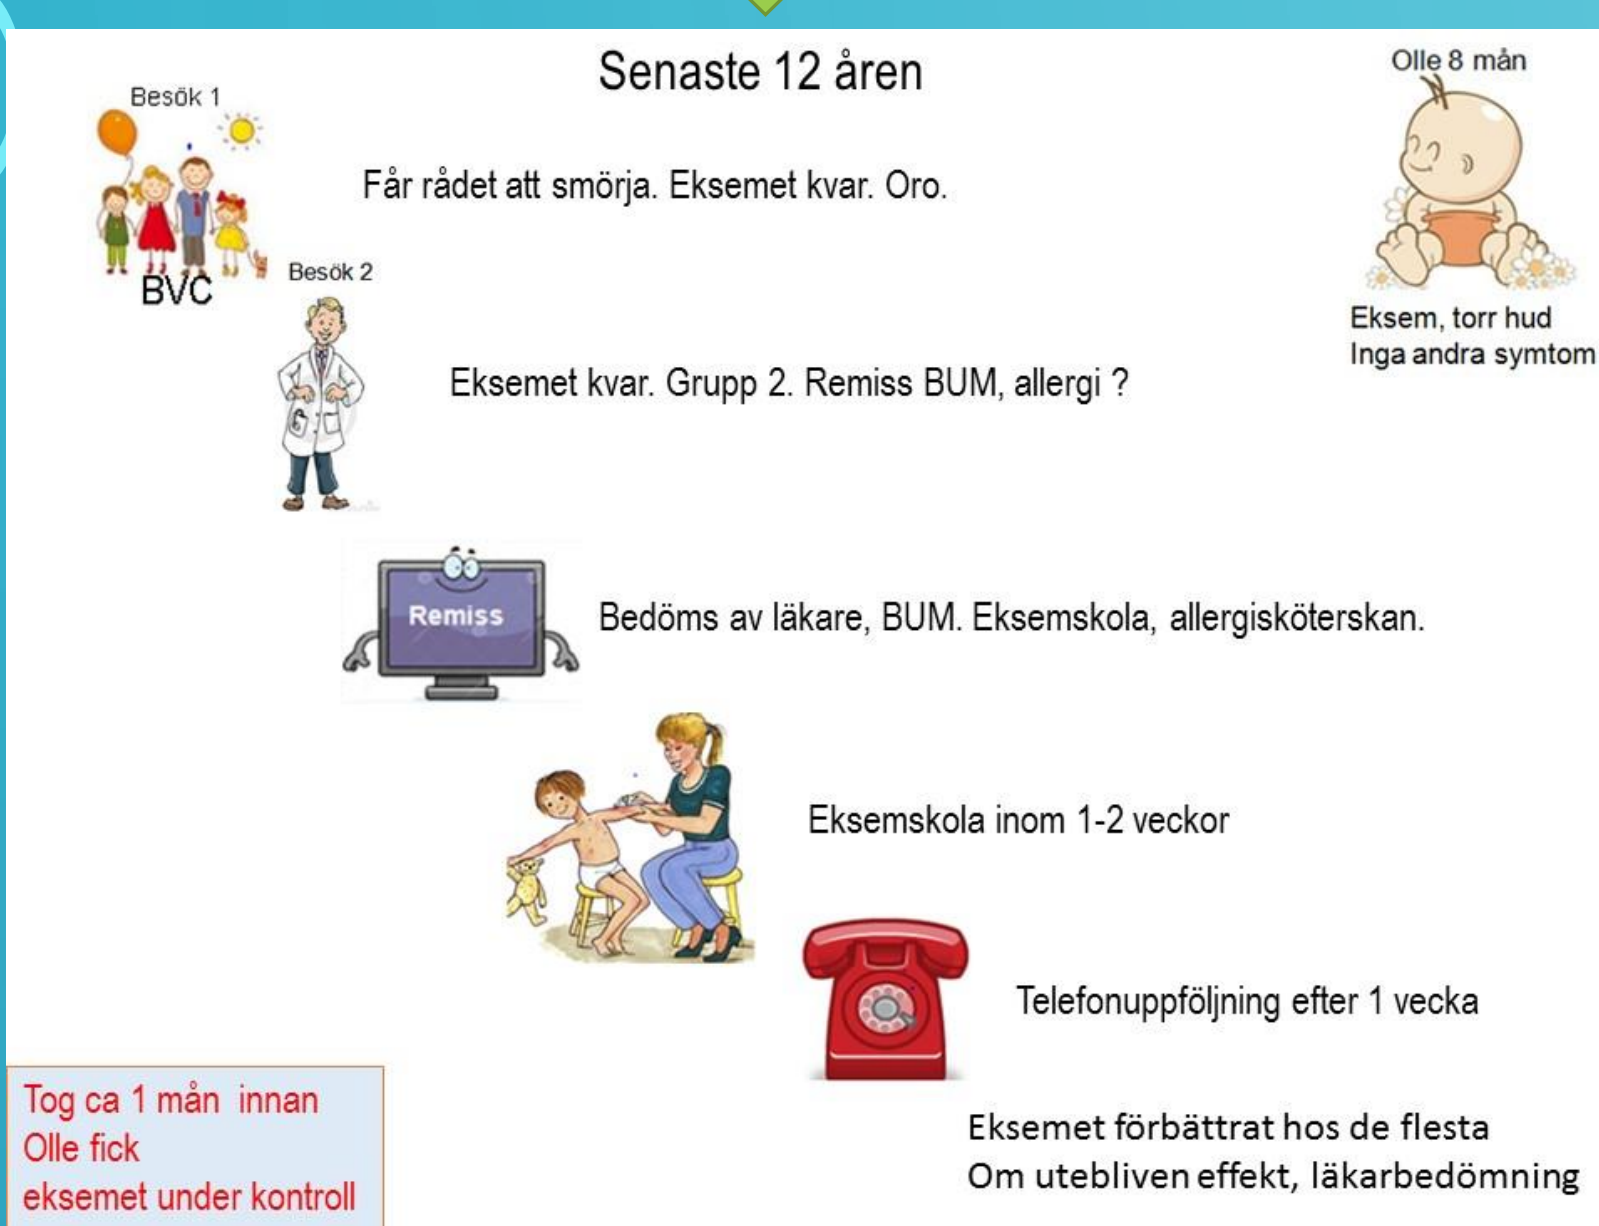 Senaste 12 åren
Olle 8 mån
Besök 1
Får rådet att smörja. Eksemet kvar. Oro.
BVC
Besök 2
Eksem, torr hud
Inga andra symtom
Eksemet kvar. Grupp 2. Remiss BUM, allergi ?
Remiss
Bedöms av läkare, BUM. Eksemskola, allergisköterskan.
Eksemskola inom 1-2 veckor
Telefonuppföljning efter 1 vecka
Tog ca 1 mån innan
Olle fick
eksemet under kontroll
Eksemet förbättrat hos de flesta
Om utebliven effekt, läkarbedömning